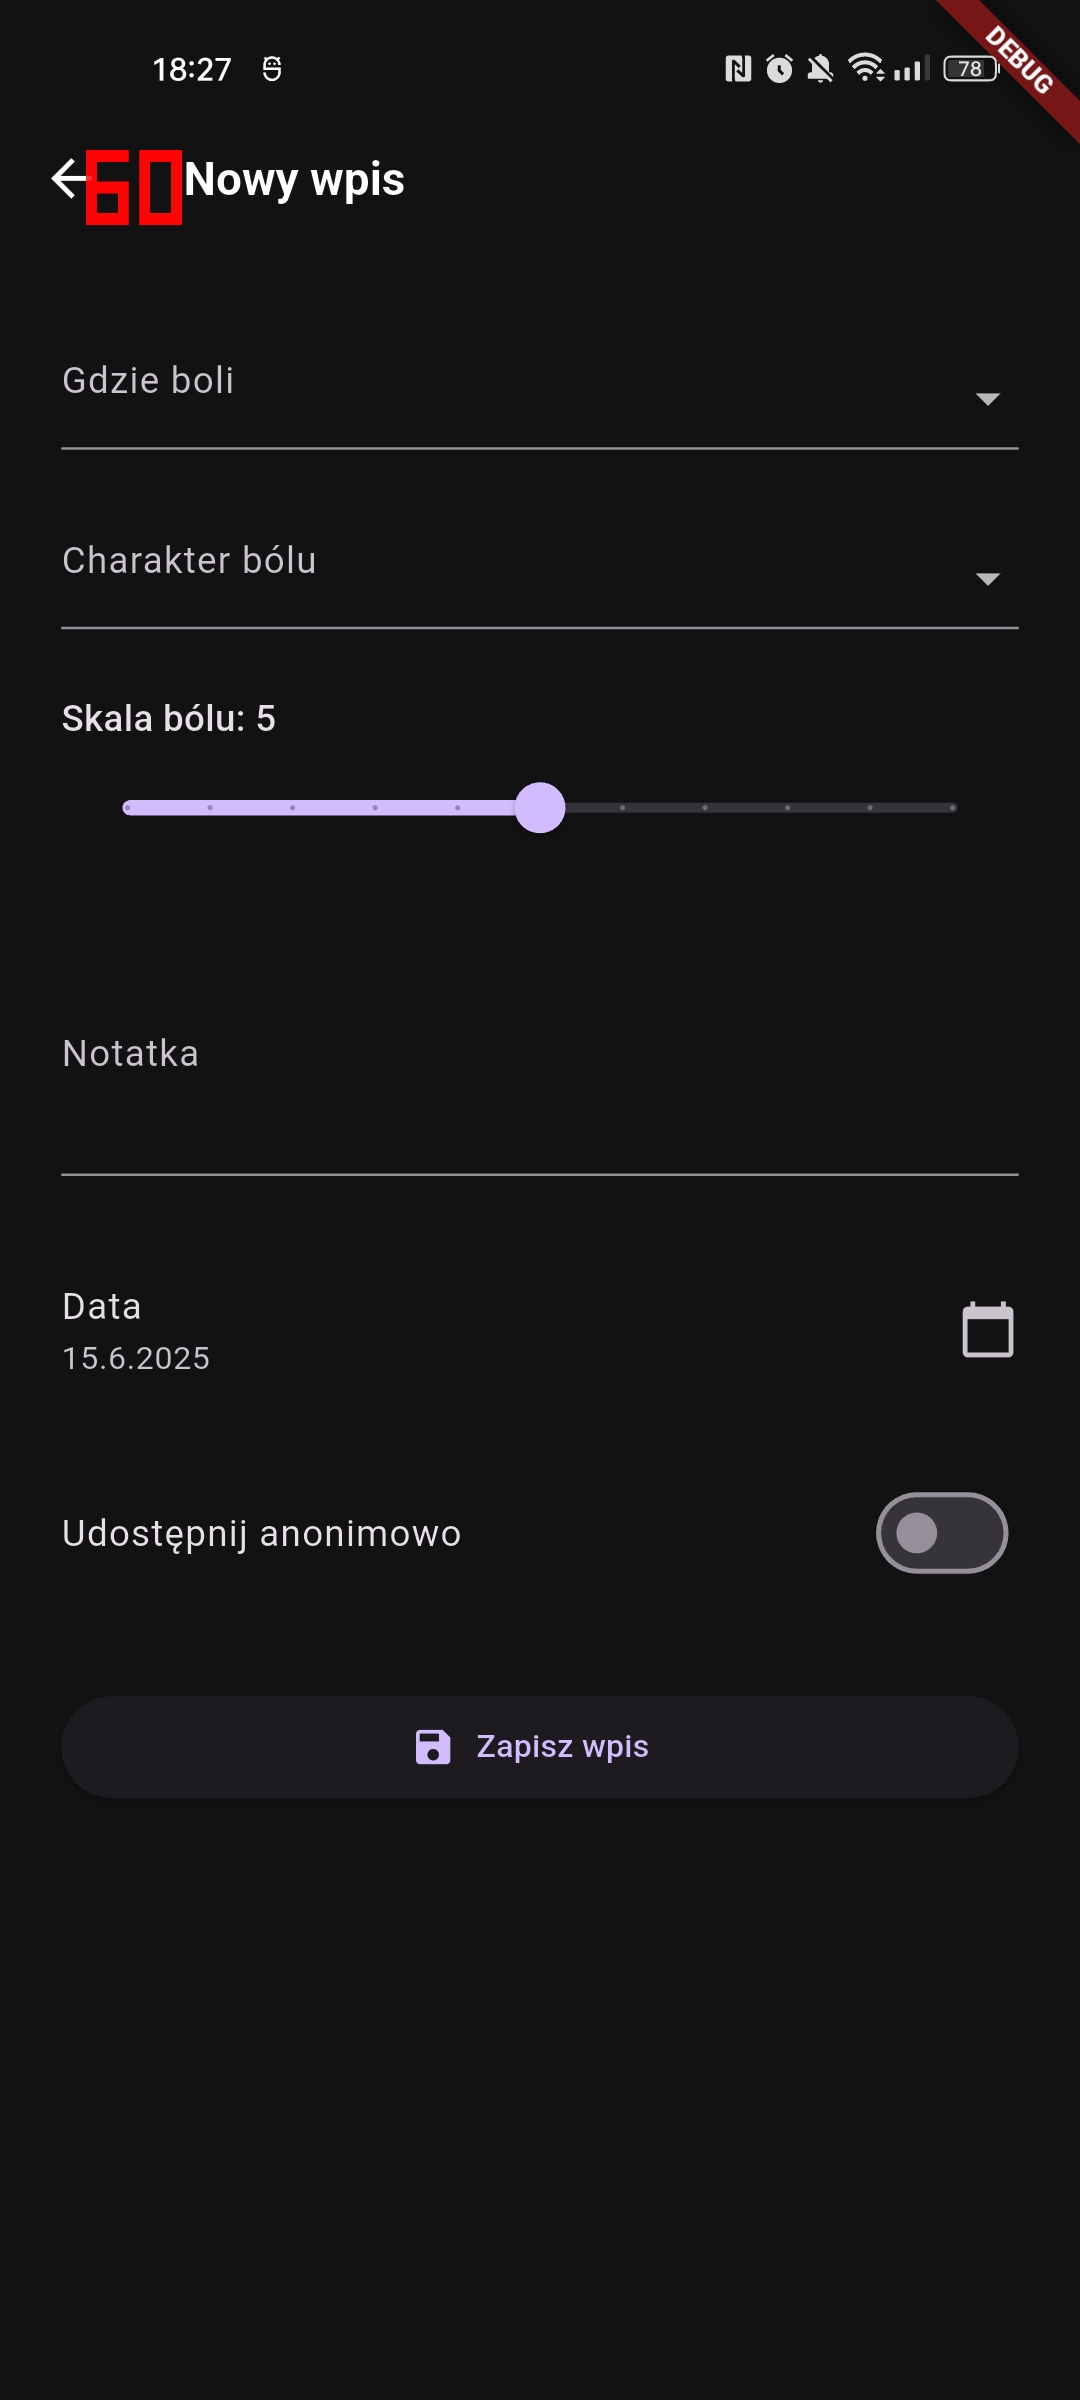 18:27
78
DEBUG
60
Nowy wpis
Gdzie boli
Charakter bólu
Skala bólu: 5
Notatka
Data
15.6.2025
Udostępnij anonimowo
Zapisz wpis